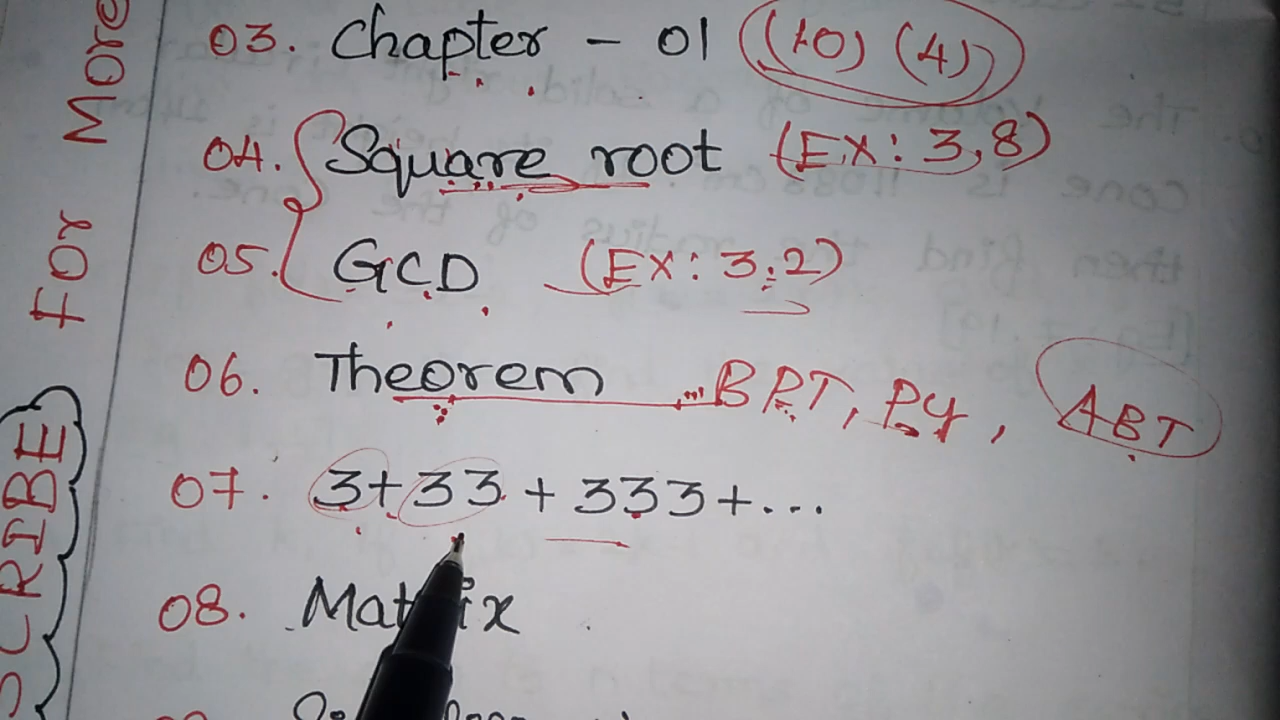 03. Chapter - 01 (10) (4)
04. Square root (EX: 3,8)
05. GCD (EX: 3.2)
06. Theorem BPT, Py, ABT
07. 3+33+333+...
08. Matrix
SCRIBE For More